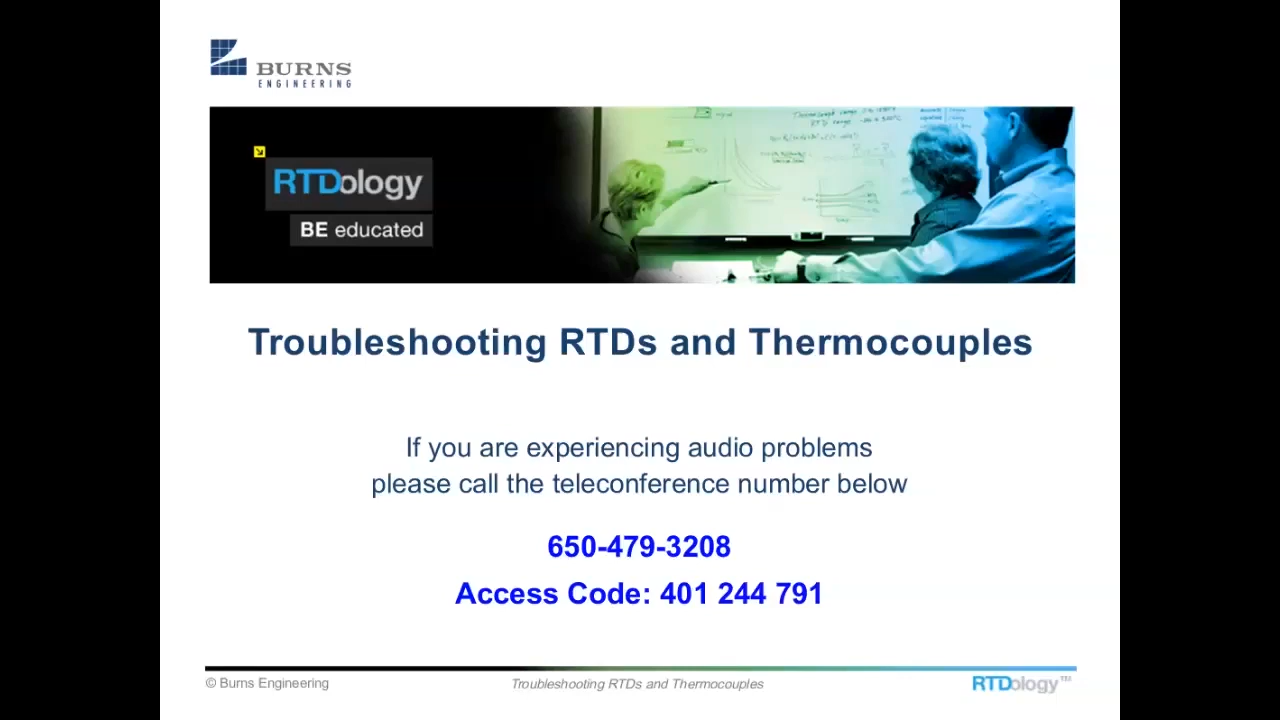 BURNS
ENGINEERING
RTDology
BE educated
Troubleshooting RTDs and Thermocouples
If you are experiencing audio problems
please call the teleconference number below
650-479-3208
Access Code: 401 244 791
© Burns Engineering
Troubleshooting RTDs and Thermocouples
RTDology™